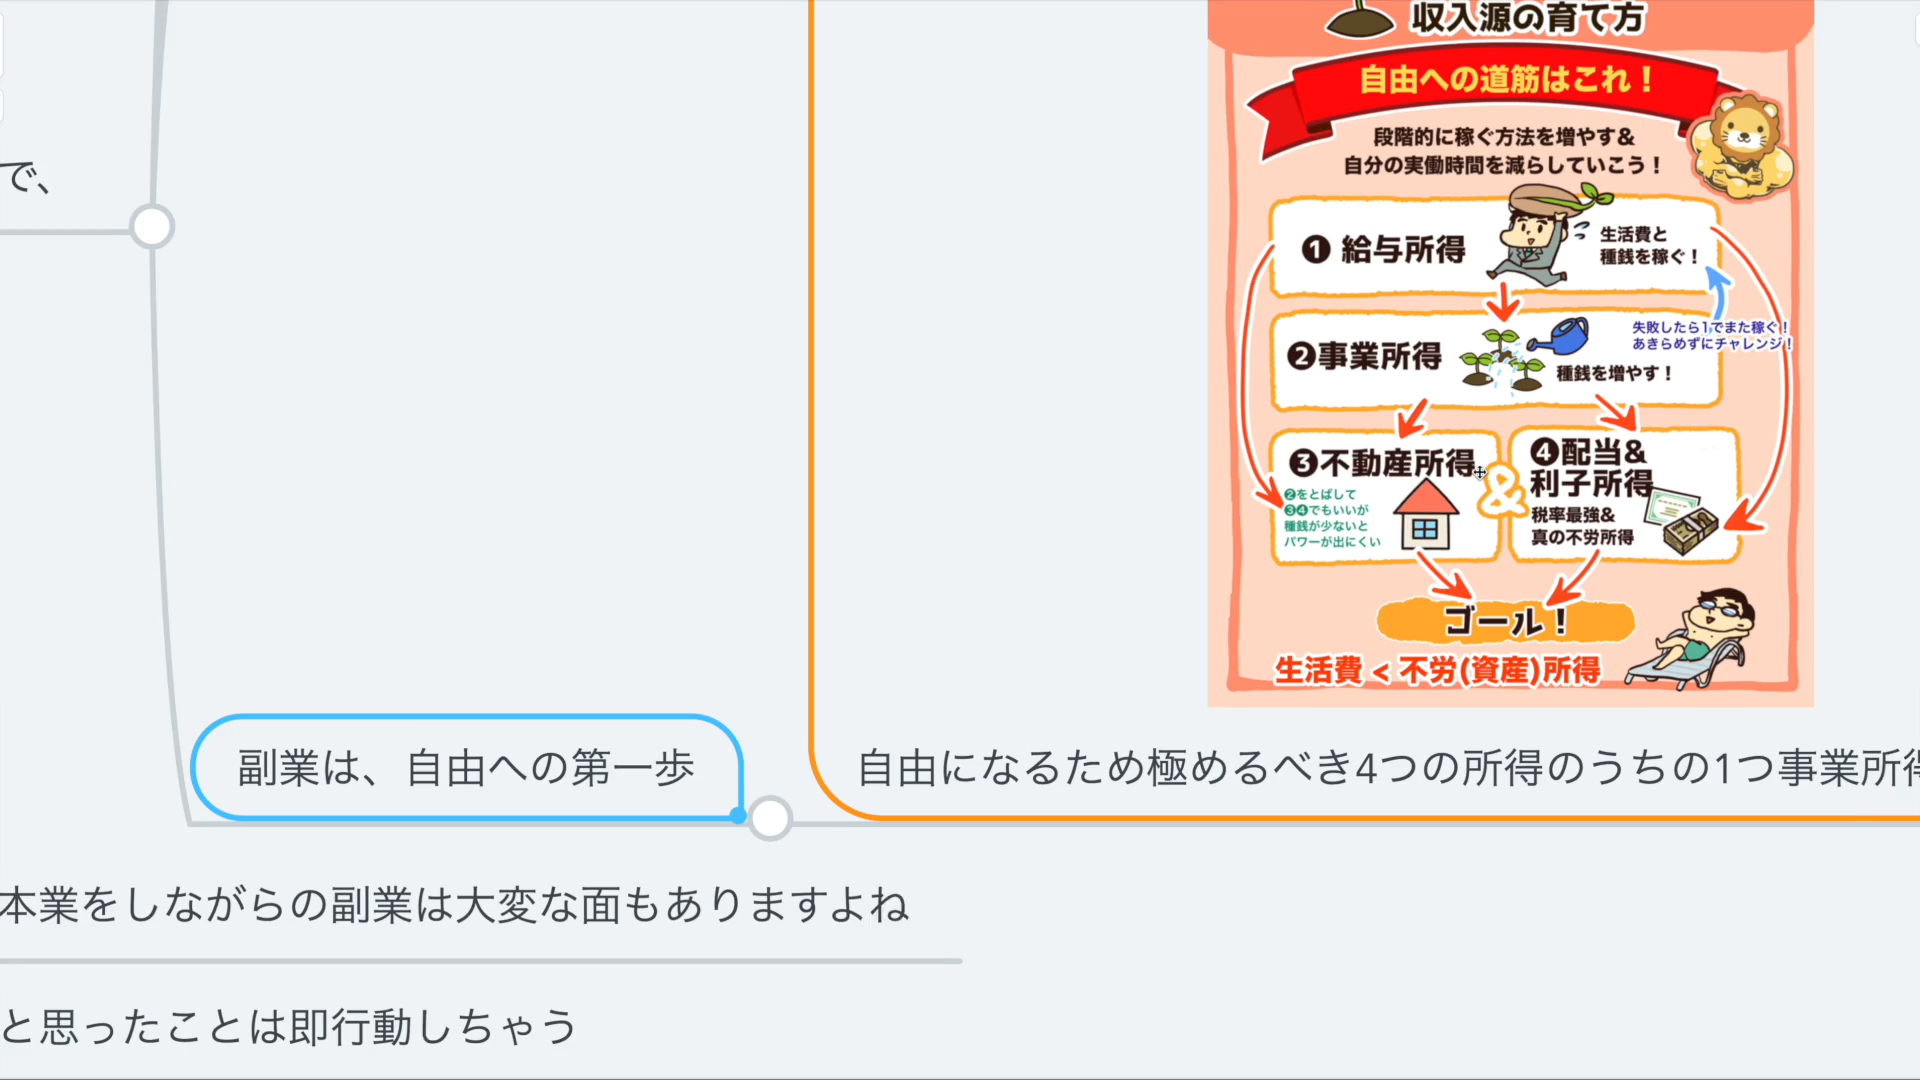 収入源の育て方
自由への道筋はこれ！
段階的に稼ぐ方法を増やす&
自分の実働時間を減らしていこう！
で、
❶ 給与所得
生活費と
種銭を稼ぐ！
失敗したら1でまた稼ぐ！
あきらめずにチャレンジ！
❷事業所得
種銭を増やす！
❸不動産所得
❷をとばして
❸❹でもいいが
種銭が少ないと
パワーが出にくい
&
❹配当&
利子所得
税率最強&
真の不労所得
ゴール！
生活費 < 不労(資産)所得
副業は、自由への第一歩
自由になるため極めるべき4つの所得のうちの1つ事業所得
本業をしながらの副業は大変な面もありますよね
と思ったことは即行動しちゃう